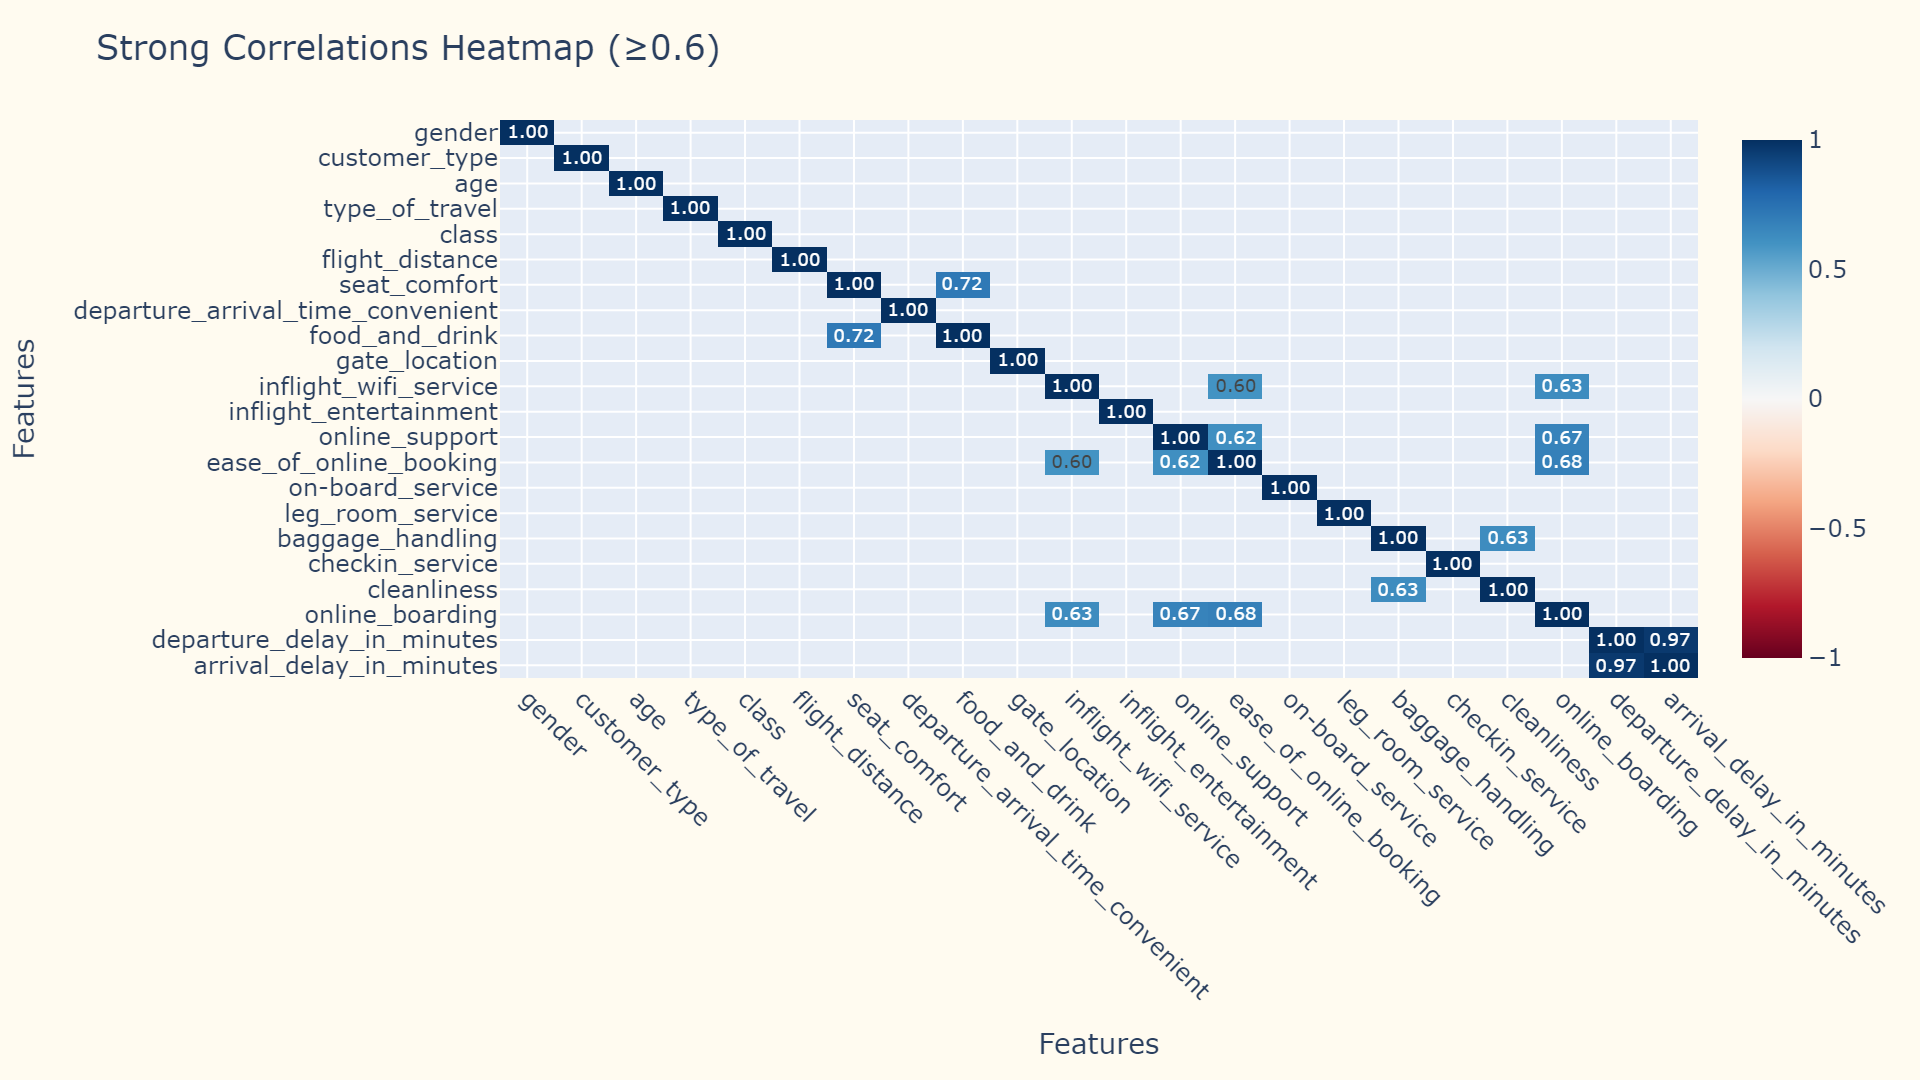 Strong Correlations Heatmap (≥0.6)
Features
gender 1.00
customer_type 1.00
age 1.00
type_of_travel 1.00
class 1.00
flight_distance 1.00
seat_comfort 1.00 0.72
departure_arrival_time_convenient 1.00
food_and_drink 0.72 1.00
gate_location 1.00
inflight_wifi_service 1.00 0.60 0.63
inflight_entertainment 1.00
online_support 1.00 0.62 0.67
ease_of_online_booking 0.60 0.62 1.00 0.68
on-board_service 1.00
leg_room_service 1.00
baggage_handling 1.00 0.63
checkin_service 1.00
cleanliness 0.63 1.00
online_boarding 0.63 0.67 0.68 1.00
departure_delay_in_minutes 1.00 0.97
arrival_delay_in_minutes 0.97 1.00
gender
customer_type
age
type_of_travel
class
flight_distance
seat_comfort
departure_arrival_time_convenient
food_and_drink
gate_location
inflight_wifi_service
inflight_entertainment
online_support
ease_of_online_booking
on-board_service
leg_room_service
baggage_handling
checkin_service
cleanliness
online_boarding
departure_delay_in_minutes
arrival_delay_in_minutes
Features
1
0.5
0
−0.5
−1